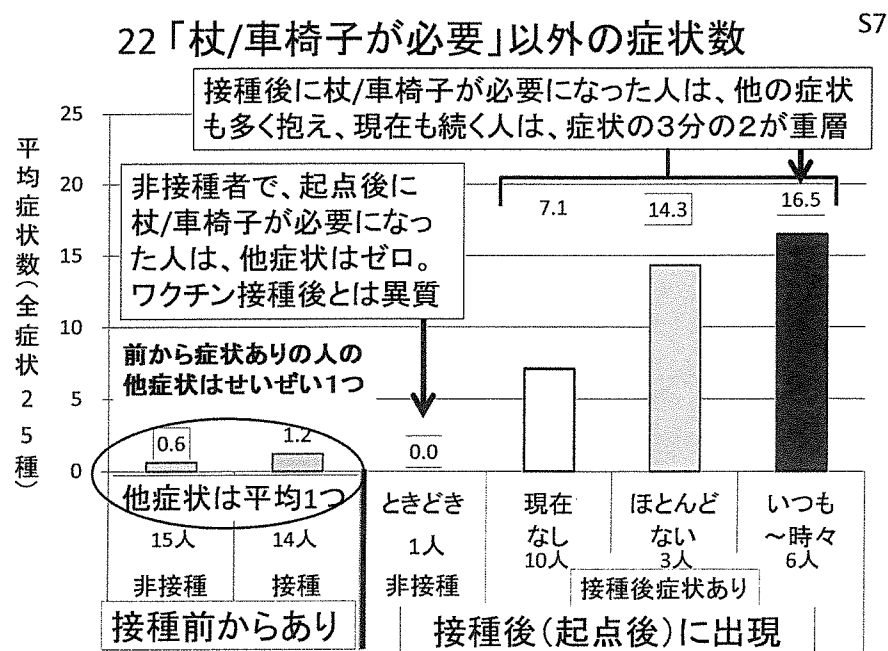 S7
22「杖/車椅子が必要」以外の症状数
接種後に杖/車椅子が必要になった人は、他の症状
も多く抱え、現在も続く人は、症状の3分の2が重層
平均症状数(全症状25種)
25
20
15
10
5
0
非接種者で、起点後に
杖/車椅子が必要になっ
た人は、他症状はゼロ。
ワクチン接種後とは異質
前から症状ありの人の
他症状はせいぜい1つ
0.6
1.2
0.0
7.1
14.3
16.5
他症状は平均1つ
15人
14人
非接種
接種
接種前からあり
ときどき
1人
非接種
現在
なし
10人
ほとんど
ない
3人
いつも
～時々
6人
接種後症状あり
接種後(起点後)に出現